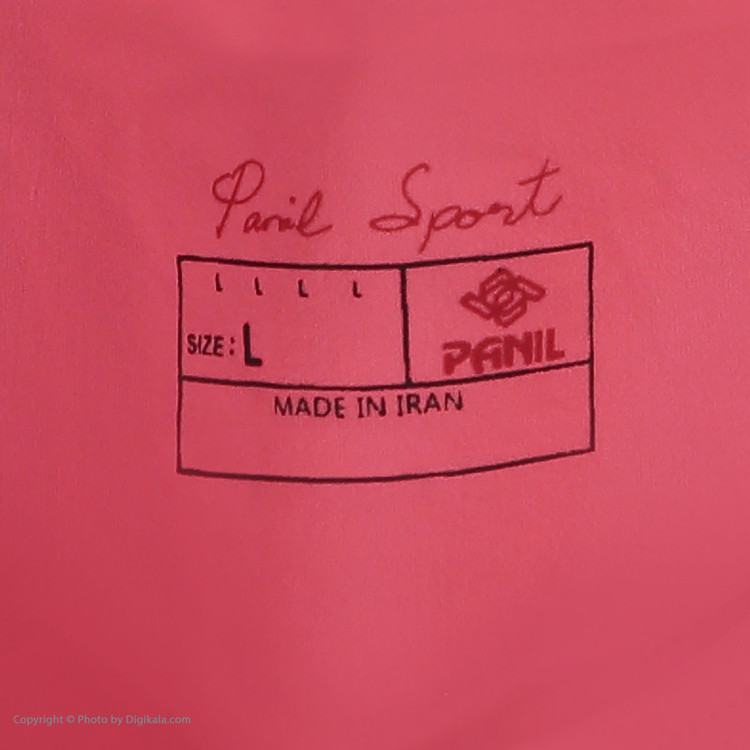 Panil Sport
L L L L
SIZE: L
PANIL
MADE IN IRAN
Copyright © Photo by Digikala.com